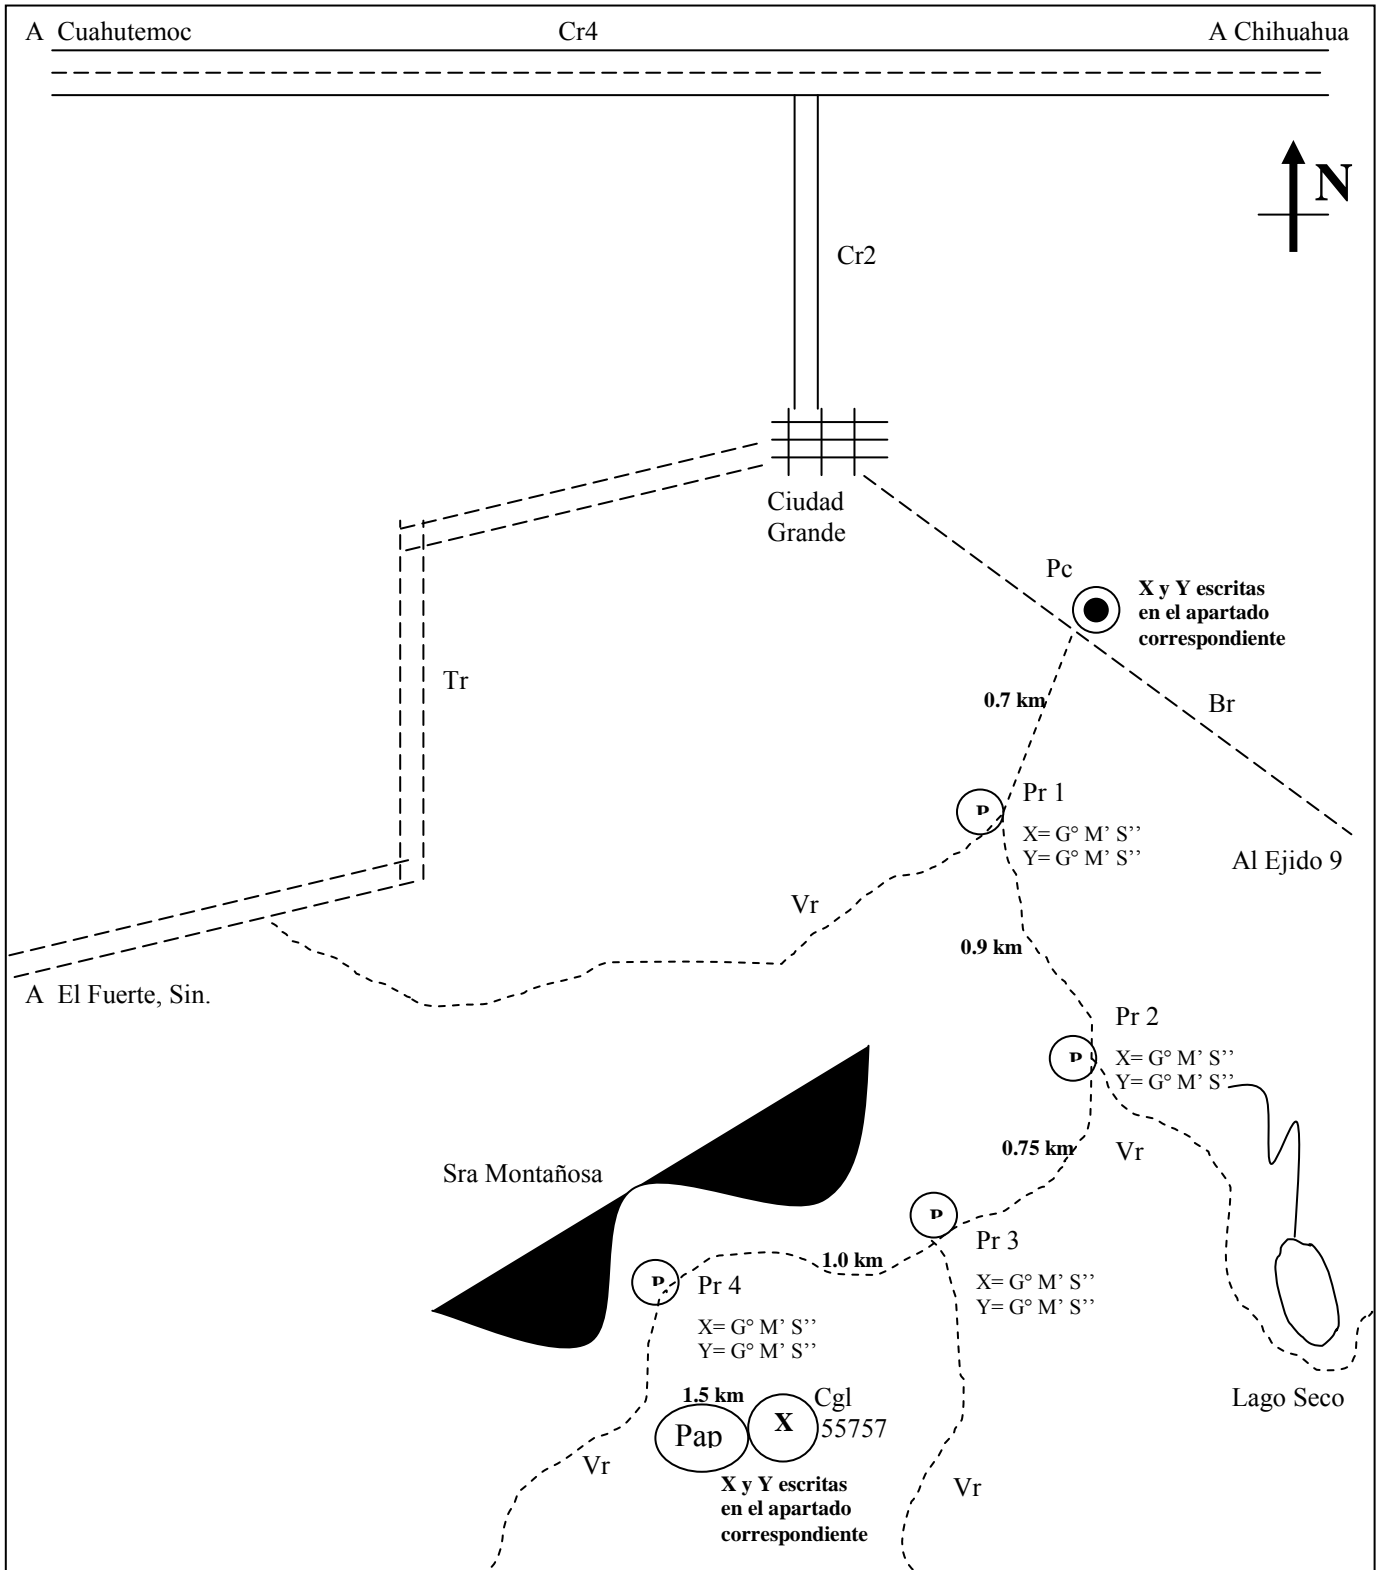 A Cuahutemoc
Cr4
A Chihuahua
N
Cr2
Ciudad
Grande
Pc
X y Y escritas
en el apartado
correspondiente
Tr
0.7 km
Br
Pr 1
P
X= G° M’ S’’
Y= G° M’ S’’
Al Ejido 9
Vr
0.9 km
A El Fuerte, Sin.
Pr 2
P
X= G° M’ S’’
Y= G° M’ S’’
0.75 km
Vr
Sra Montañosa
P
Pr 3
1.0 km
X= G° M’ S’’
Y= G° M’ S’’
P
Pr 4
X= G° M’ S’’
Y= G° M’ S’’
1.5 km
Cgl
55757
Pap
X
Lago Seco
Vr
X y Y escritas
en el apartado
correspondiente
Vr